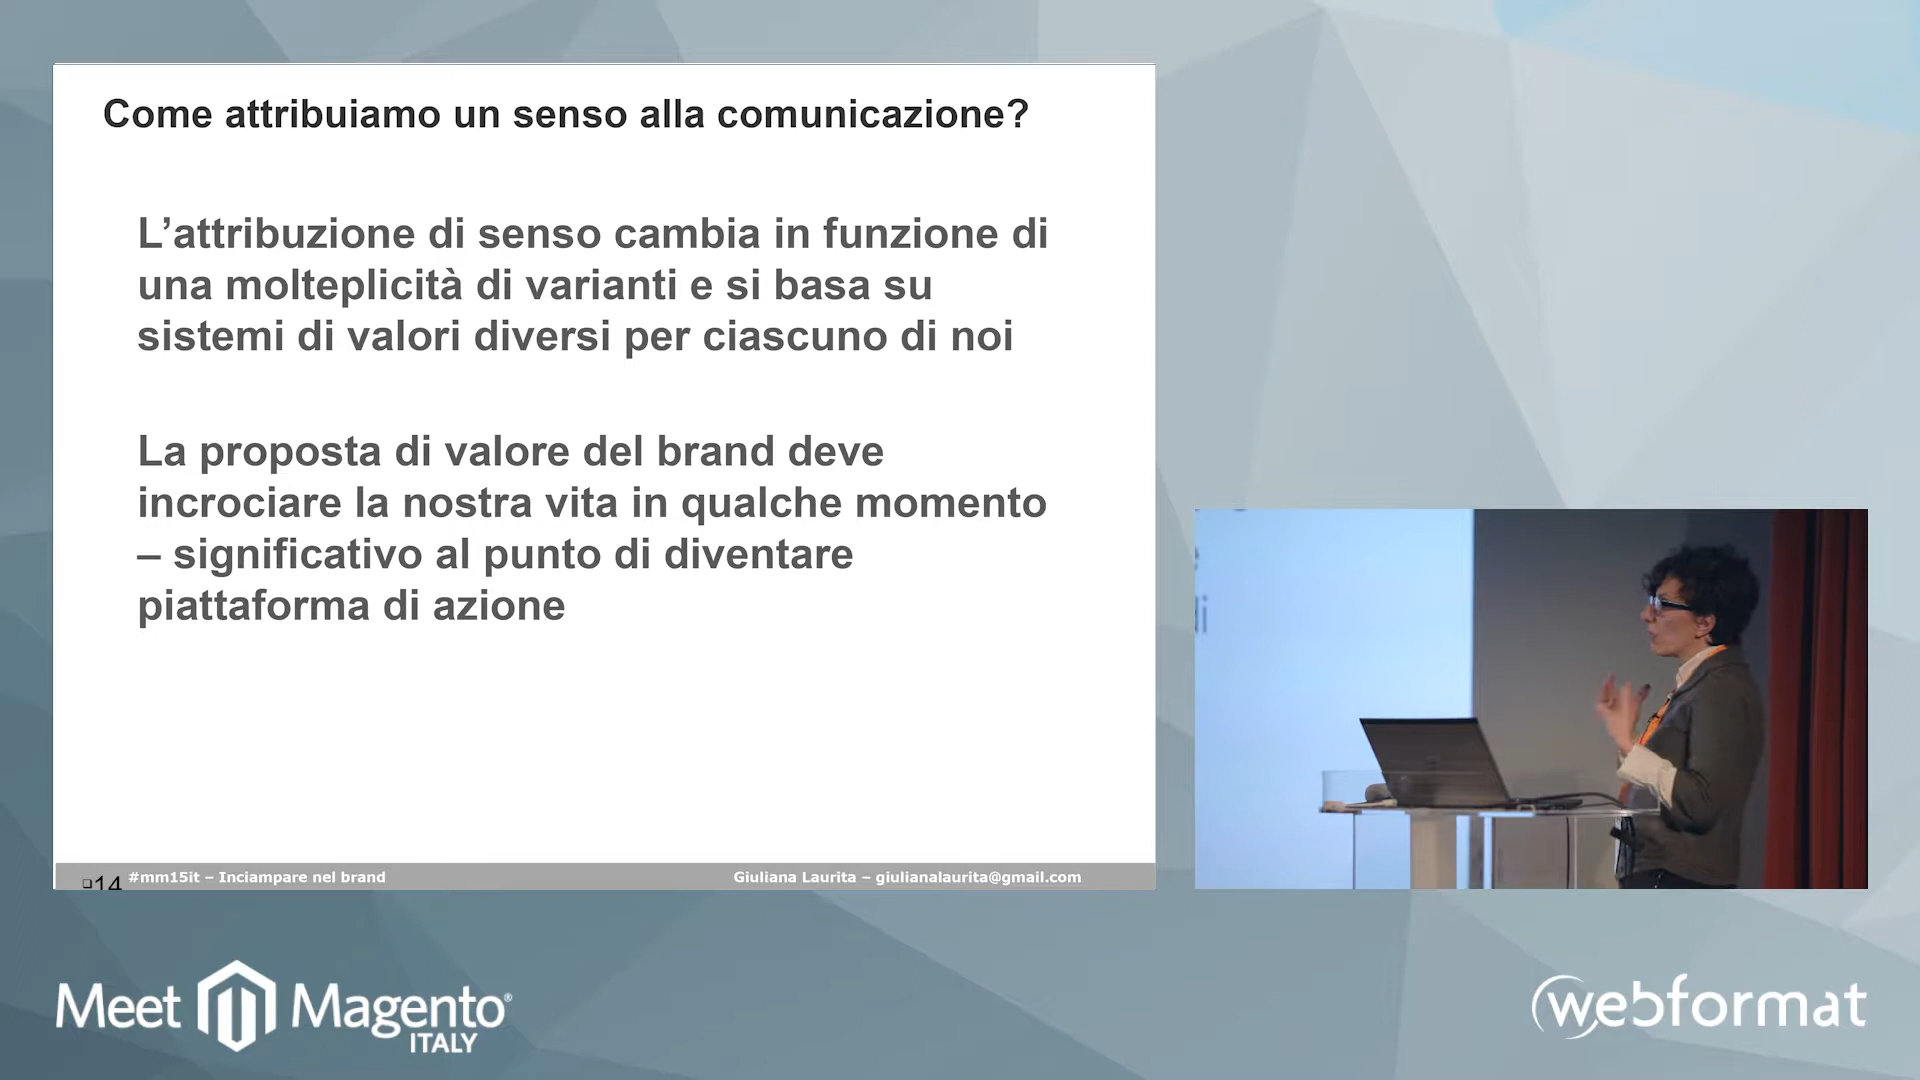 Come attribuiamo un senso alla comunicazione?
L’attribuzione di senso cambia in funzione di
una molteplicità di varianti e si basa su
sistemi di valori diversi per ciascuno di noi
La proposta di valore del brand deve
incrociare la nostra vita in qualche momento
– significativo al punto di diventare
piattaforma di azione
14 #mm15it – Inciampare nel brand
Giuliana Laurita – giulianalaurita@gmail.com
Meet Magento®
ITALY
webformat